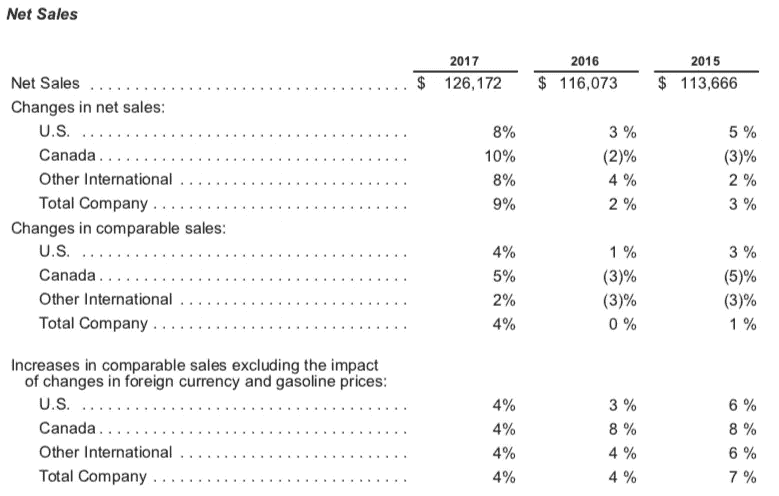 Net Sales
2017 2016 2015
Net Sales . . . . . . . . . . . . . . . . . . . . . . . . . . . . . . . . . . . . . . $ 126,172 $ 116,073 $ 113,666
Changes in net sales:
U.S. . . . . . . . . . . . . . . . . . . . . . . . . . . . . . . . . . . . . . . . 8% 3 % 5 %
Canada . . . . . . . . . . . . . . . . . . . . . . . . . . . . . . . . . . . . . 10% (2)% (3)%
Other International . . . . . . . . . . . . . . . . . . . . . . . . . . . . 8% 4 % 2 %
Total Company . . . . . . . . . . . . . . . . . . . . . . . . . . . . . . . 9% 2 % 3 %
Changes in comparable sales:
U.S. . . . . . . . . . . . . . . . . . . . . . . . . . . . . . . . . . . . . . . . 4% 1 % 3 %
Canada . . . . . . . . . . . . . . . . . . . . . . . . . . . . . . . . . . . . . 5% (3)% (5)%
Other International . . . . . . . . . . . . . . . . . . . . . . . . . . . . 2% (3)% (3)%
Total Company . . . . . . . . . . . . . . . . . . . . . . . . . . . . . . . 4% 0 % 1 %
Increases in comparable sales excluding the impact
of changes in foreign currency and gasoline prices:
U.S. . . . . . . . . . . . . . . . . . . . . . . . . . . . . . . . . . . . . . . . 4% 3 % 6 %
Canada . . . . . . . . . . . . . . . . . . . . . . . . . . . . . . . . . . . . . 4% 8 % 8 %
Other International . . . . . . . . . . . . . . . . . . . . . . . . . . . . 4% 4 % 6 %
Total Company . . . . . . . . . . . . . . . . . . . . . . . . . . . . . . . 4% 4 % 7 %